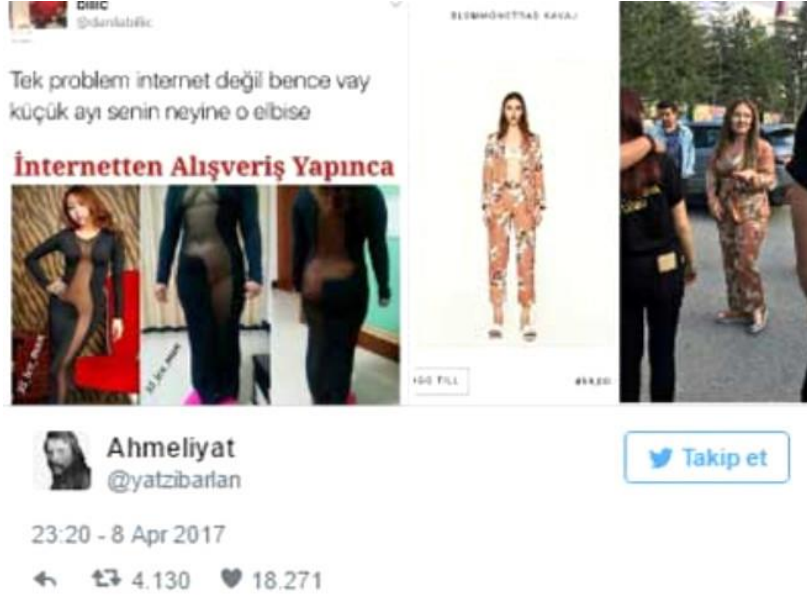 @danlabilic
Tek problem internet değil bence vay
küçük ayı senin neyine o elbise
İnternetten Alışveriş Yapınca
Ahmeliyat
@yatzibarlan
Takip et
23:20 - 8 Apr 2017
4.130 18.271